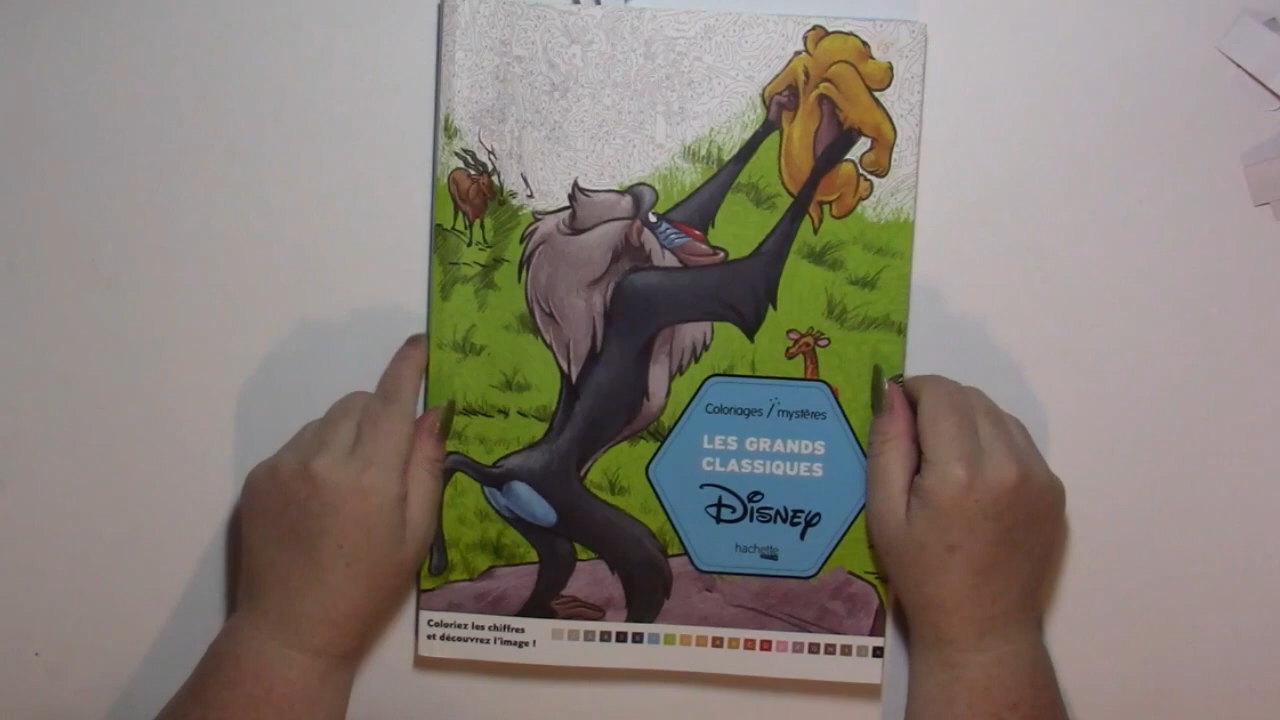 Coloriages mystères
LES GRANDS
CLASSIQUES
Disney
hachette
Coloriez les chiffres
et découvrez l'image !